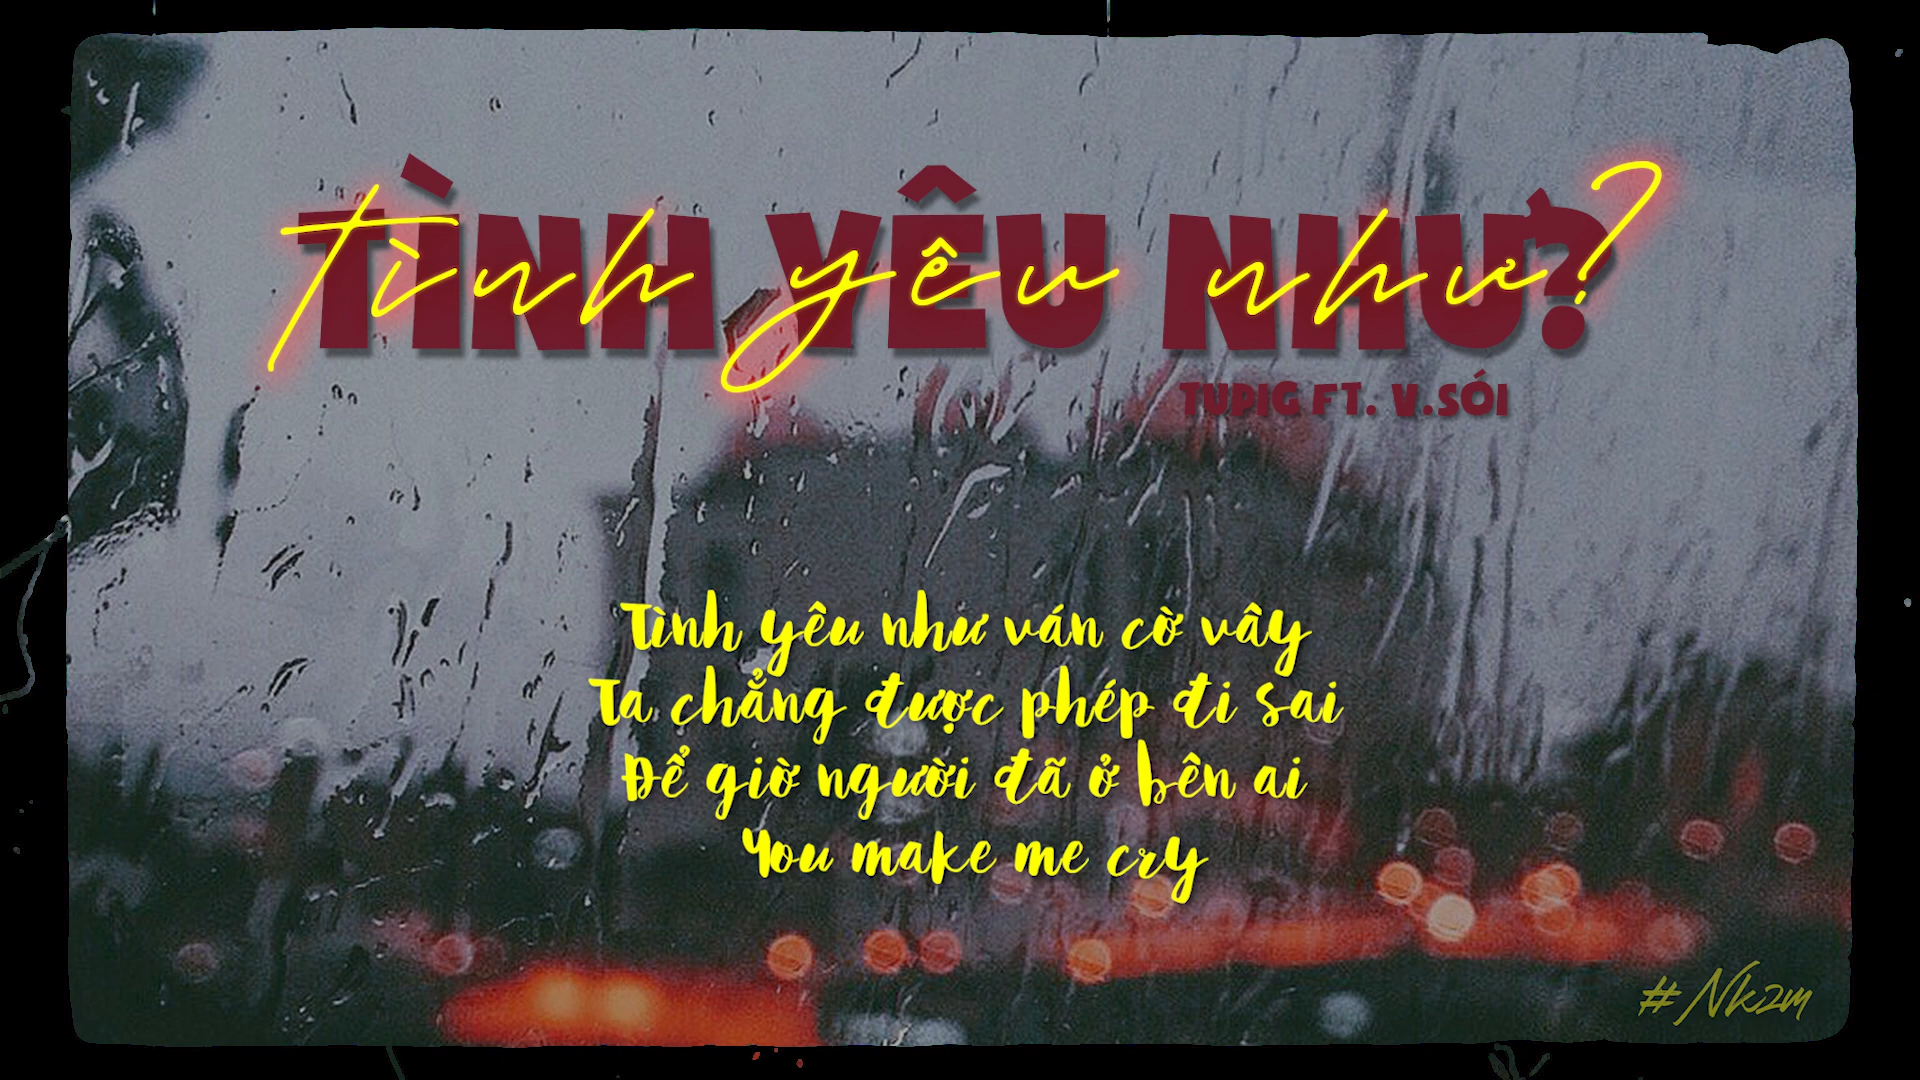 TÌNH YÊU NHƯ?
tình yêu như?
TUPIG FT. V.SÓI
Tình yêu như ván cờ vây
Ta chẳng được phép đi sai
Để giờ người đã ở bên ai
You make me cry
# Nk2m